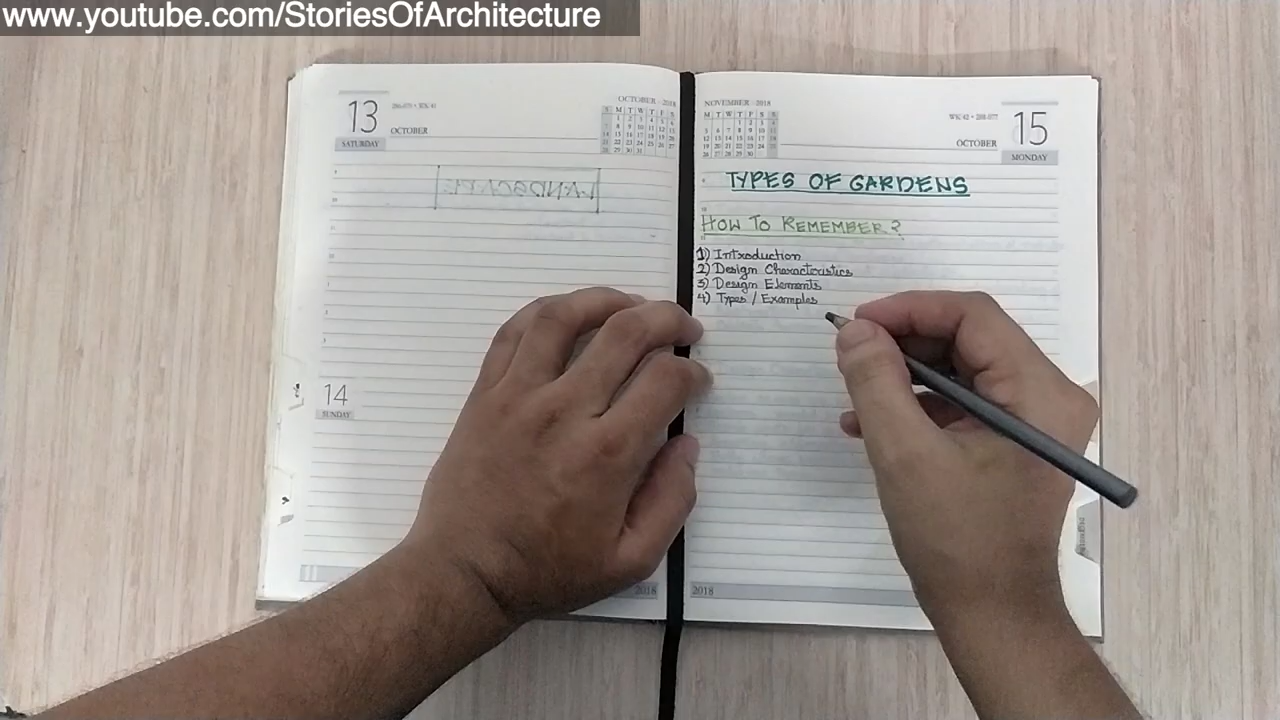 www.youtube.com/StoriesOfArchitecture
13
OCTOBER
SATURDAY
OCTOBER - 2018
14
SUNDAY
2018
NOVEMBER - 2018
OCTOBER
15
MONDAY
TYPES OF GARDENS
HOW TO REMEMBER?
1) Introduction
2) Design Characteristics
3) Design Elements
4) Types / Examples
2018